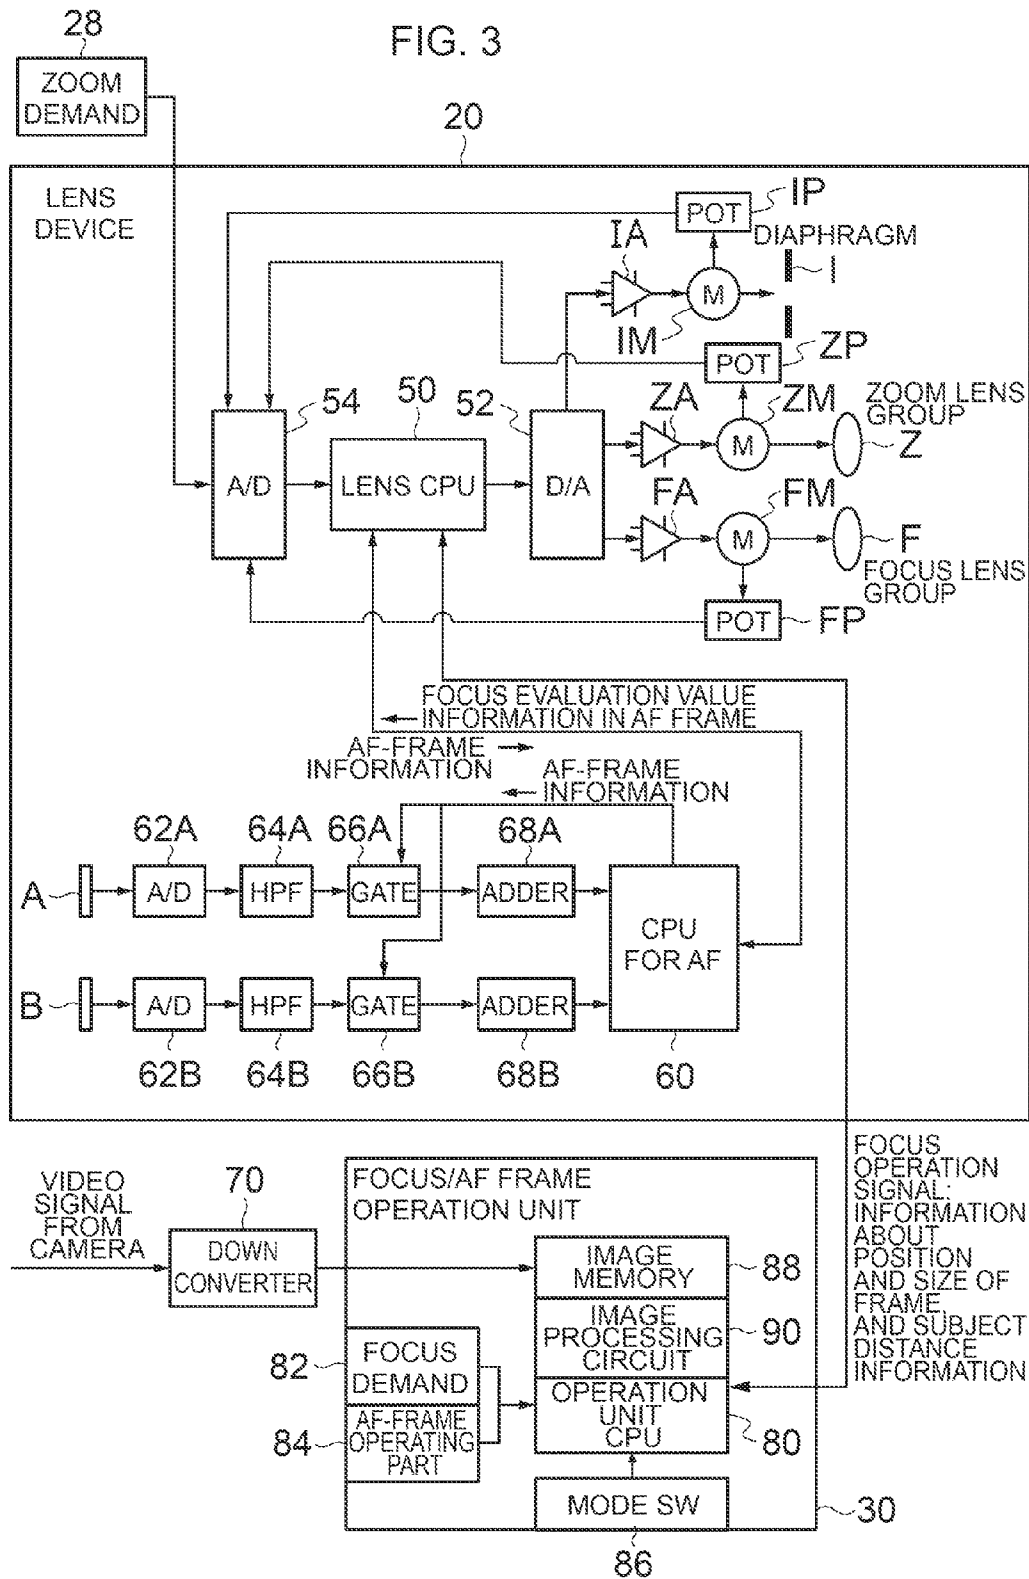 28
FIG. 3
ZOOM
DEMAND
20
LENS
DEVICE
POT
IP
DIAPHRAGM
IA
M
I
IM
POT
ZP
54
50
52
ZA
ZM
ZOOM LENS
GROUP
A/D
LENS CPU
D/A
M
Z
FA
FM
M
F
FOCUS LENS
GROUP
POT
FP
FOCUS EVALUATION VALUE
INFORMATION IN AF FRAME
AF-FRAME
INFORMATION
AF-FRAME
INFORMATION
62A
64A
66A
68A
A
A/D
HPF
GATE
ADDER
CPU
FOR AF
B
A/D
HPF
GATE
ADDER
62B
64B
66B
68B
60
VIDEO
SIGNAL
FROM
CAMERA
70
DOWN
CONVERTER
FOCUS/AF FRAME
OPERATION UNIT
FOCUS
OPERATION
SIGNAL:
INFORMATION
ABOUT
POSITION
AND SIZE OF
FRAME,
AND SUBJECT
DISTANCE
INFORMATION
IMAGE
MEMORY
88
IMAGE
PROCESSING
CIRCUIT
90
82
FOCUS
DEMAND
OPERATION
UNIT
CPU
80
84
AF-FRAME
OPERATING
PART
MODE SW
30
86